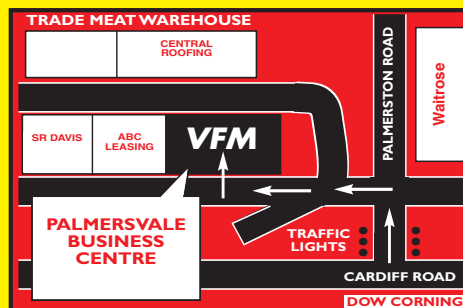 TRADE MEAT WAREHOUSE
CENTRAL
ROOFING
PALMERSTON ROAD
Waitrose
SR DAVIS
ABC
LEASING
VFM
PALMERSVALE
BUSINESS
CENTRE
TRAFFIC
LIGHTS
CARDIFF ROAD
DOW CORNING